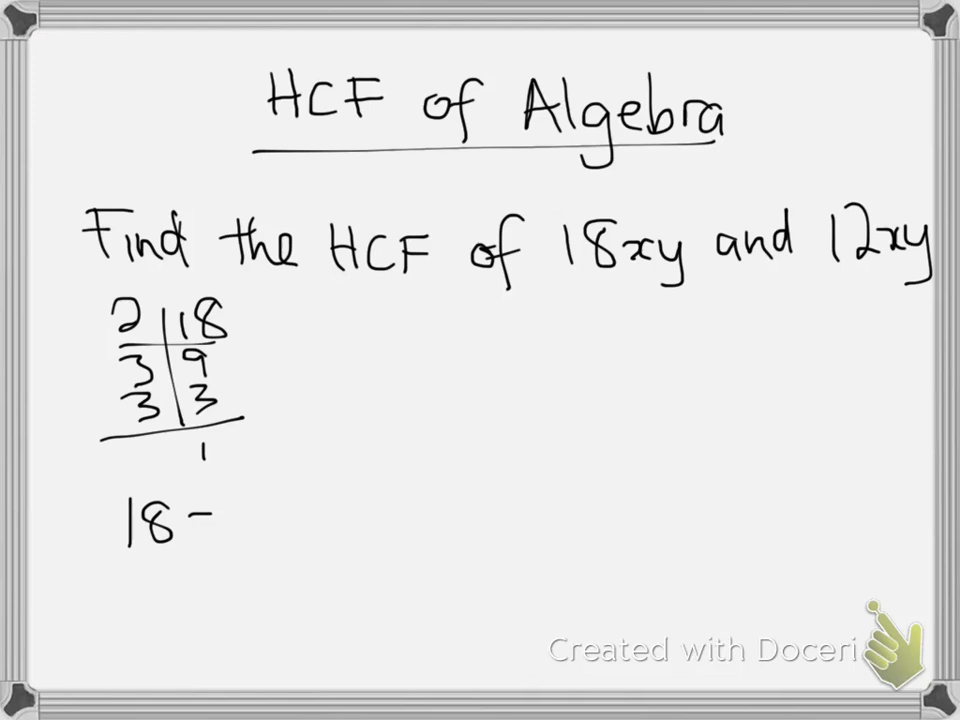 HCF of Algebra
Find the HCF of 18xy and 12xy
2 | 18
3 | 9
3 | 3
1
18 -
Created with Doceri